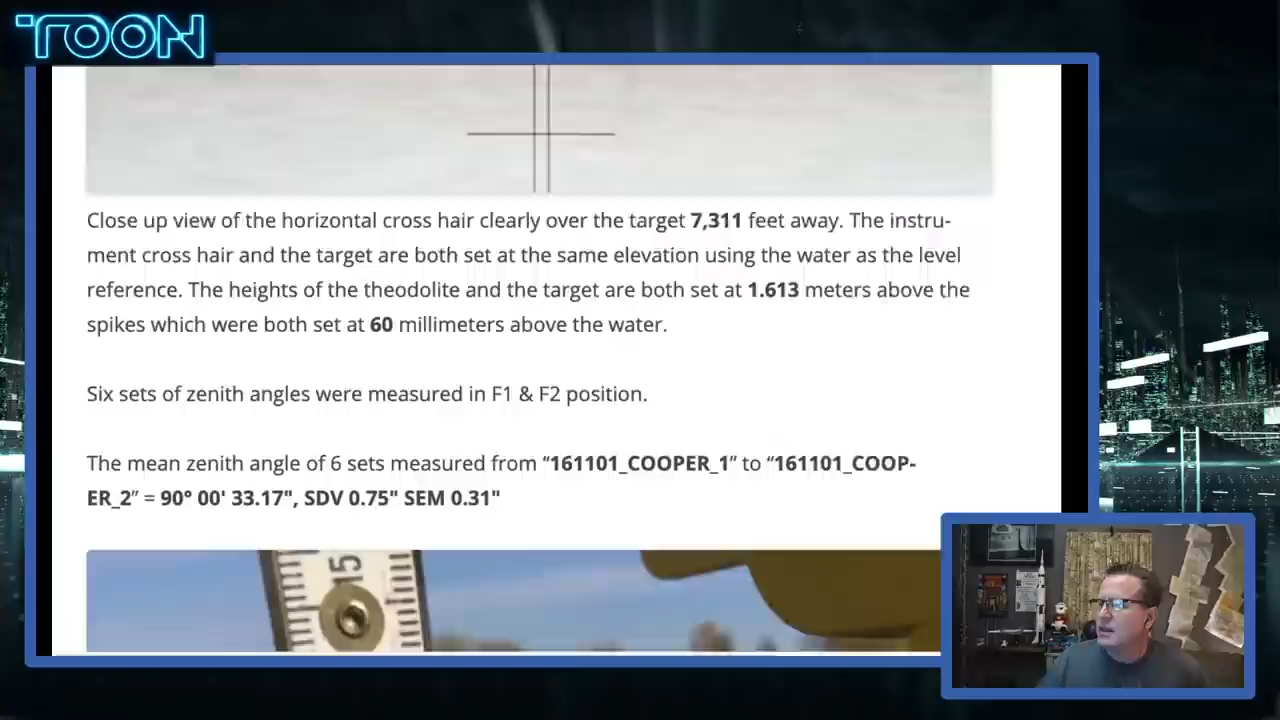 TOON
Close up view of the horizontal cross hair clearly over the target 7,311 feet away. The instru-
ment cross hair and the target are both set at the same elevation using the water as the level
reference. The heights of the theodolite and the target are both set at 1.613 meters above the
spikes which were both set at 60 millimeters above the water.
Six sets of zenith angles were measured in F1 & F2 position.
The mean zenith angle of 6 sets measured from “161101_COOPER_1” to “161101_COOP-
ER_2” = 90° 00' 33.17", SDV 0.75" SEM 0.31"
15